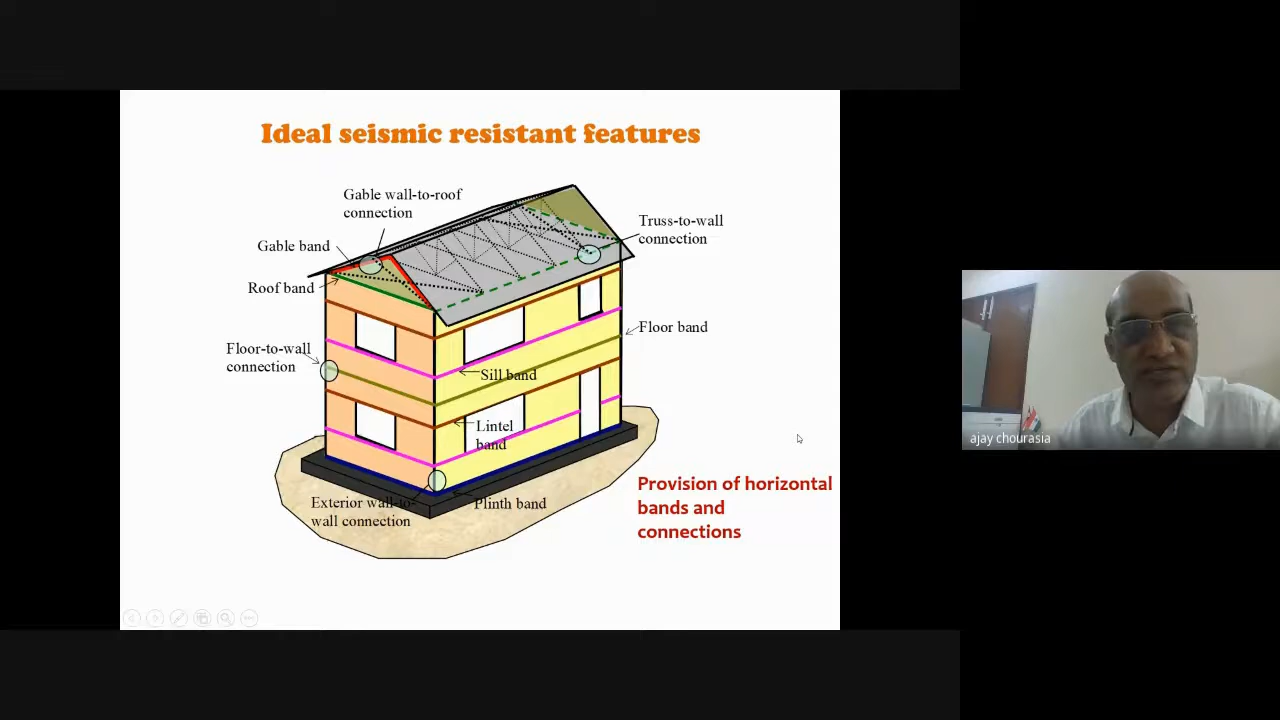 Ideal seismic resistant features
Gable wall-to-roof
connection
Truss-to-wall
connection
Gable band
Roof band
Floor band
Floor-to-wall
connection
Sill band
Lintel
band
Exterior wall-to-
wall connection
Plinth band
Provision of horizontal
bands and
connections
ajay chourasia